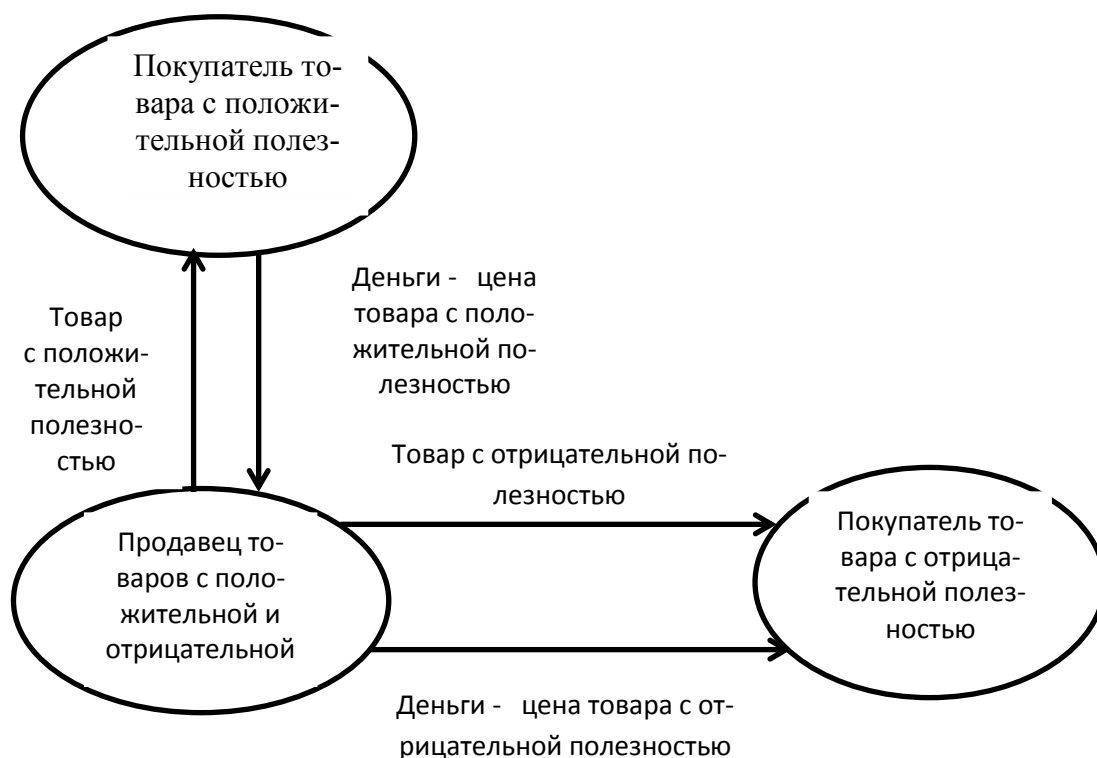 Покупатель то-
вара с положи-
тельной полез-
ностью
Товар
с положи-
тельной
полезно-
стью
Деньги -   цена
товара с поло-
жительной по-
лезностью
Товар с отрицательной по-
лезностью
Продавец то-
варов с поло-
жительной и
отрицательной
Покупатель то-
вара с отрица-
тельной полез-
ностью
Деньги -   цена товара с от-
рицательной полезностью